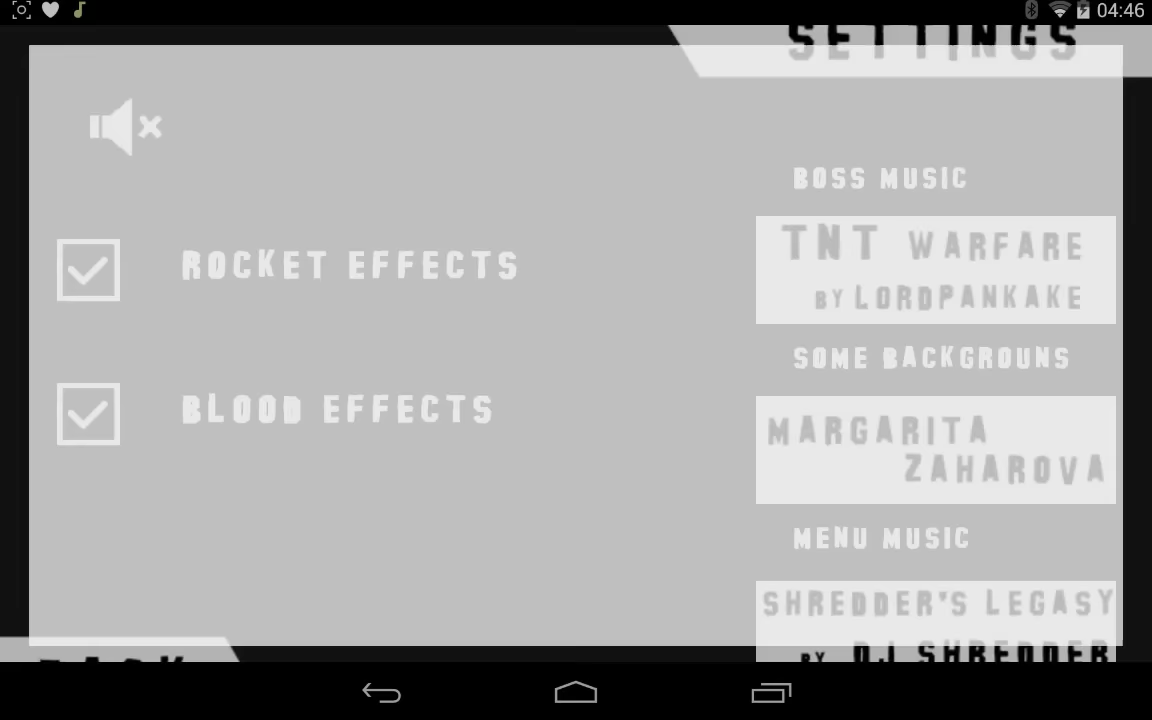 04:46
SETTINGS
BOSS MUSIC
TNT WARFARE
BY LORDPANKAKE
ROCKET EFFECTS
SOME BACKGROUNS
BLOOD EFFECTS
MARGARITA
ZAHAROVA
MENU MUSIC
SHREDDER'S LEGASY
BY DJ SHREDDER
BACK